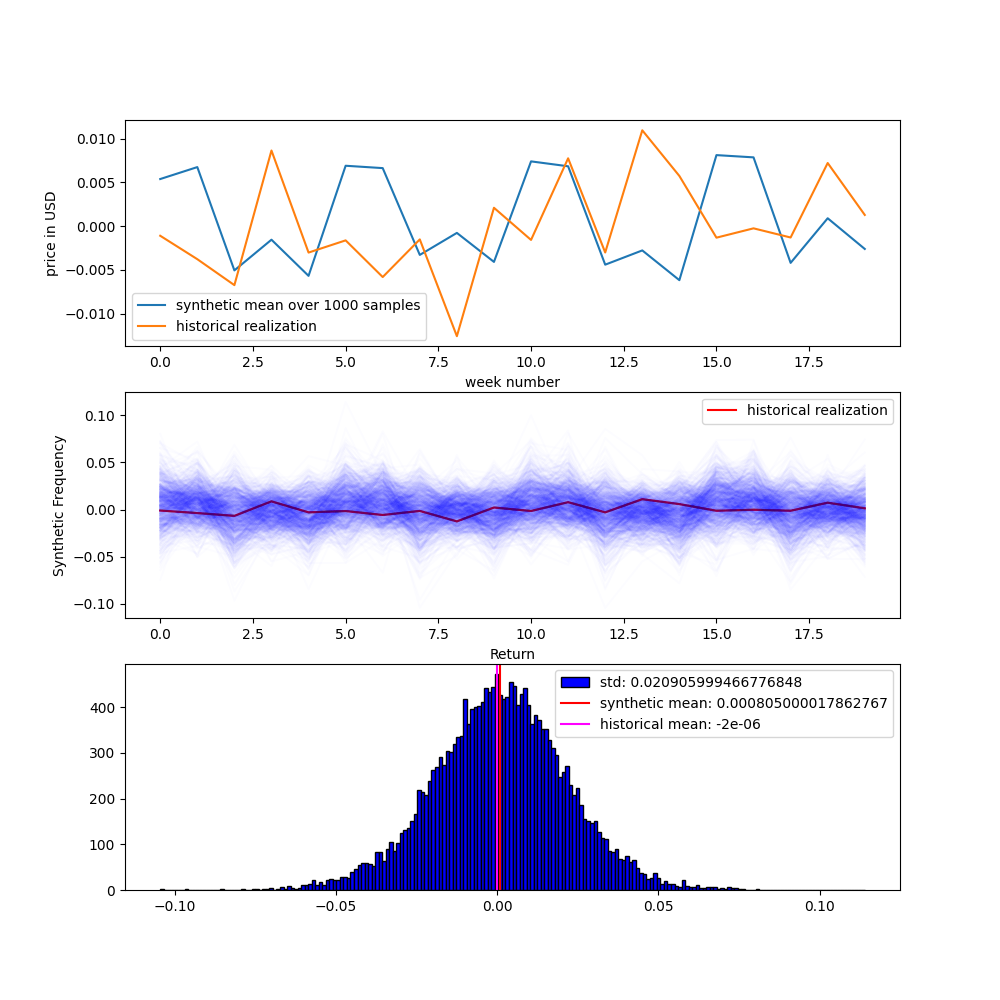 0.010
0.005
0.000
−0.005
−0.010
price in USD
synthetic mean over 1000 samples
historical realization
0.0 2.5 5.0 7.5 10.0 12.5 15.0 17.5
week number
0.10
0.05
0.00
−0.05
−0.10
Synthetic Frequency
historical realization
0.0 2.5 5.0 7.5 10.0 12.5 15.0 17.5
Return
400
300
200
100
0
std: 0.020905999466776848
synthetic mean: 0.000805000017862767
historical mean: -2e-06
−0.10 −0.05 0.00 0.05 0.10